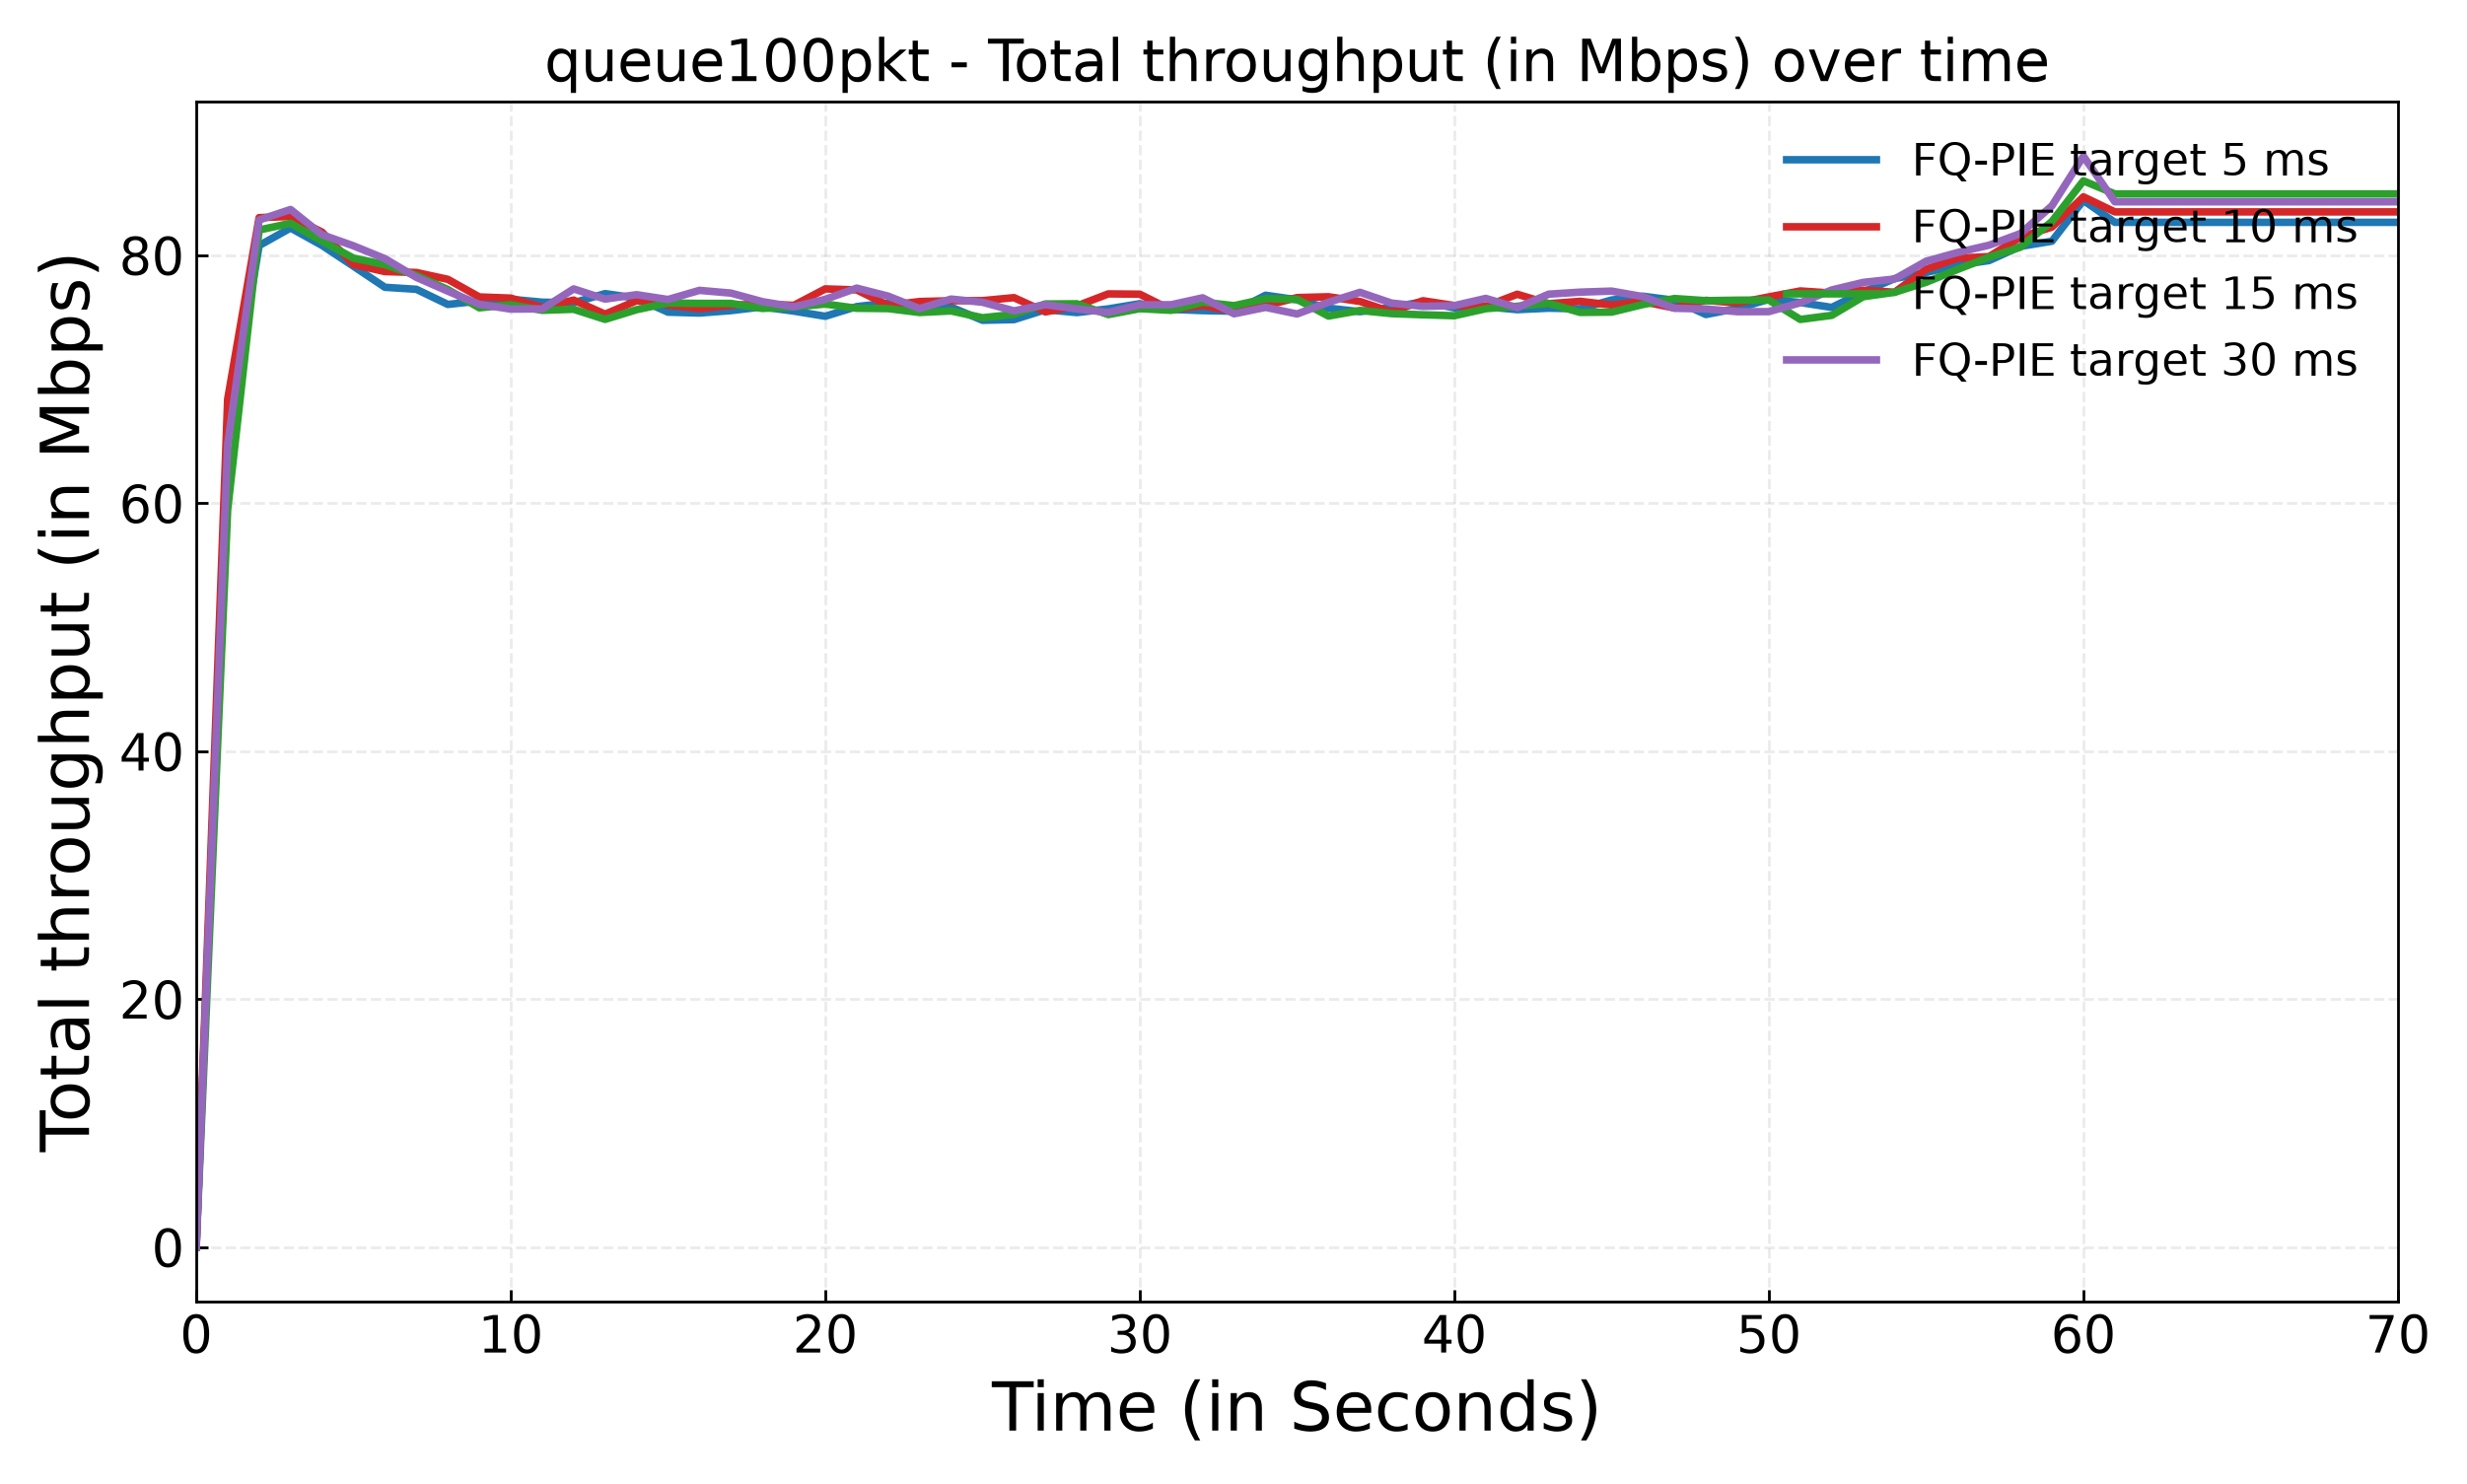 queue100pkt - Total throughput (in Mbps) over time
Total throughput (in Mbps)
80
60
40
20
0
FQ-PIE target 5 ms
FQ-PIE target 10 ms
FQ-PIE target 15 ms
FQ-PIE target 30 ms
0 10 20 30 40 50 60 70
Time (in Seconds)